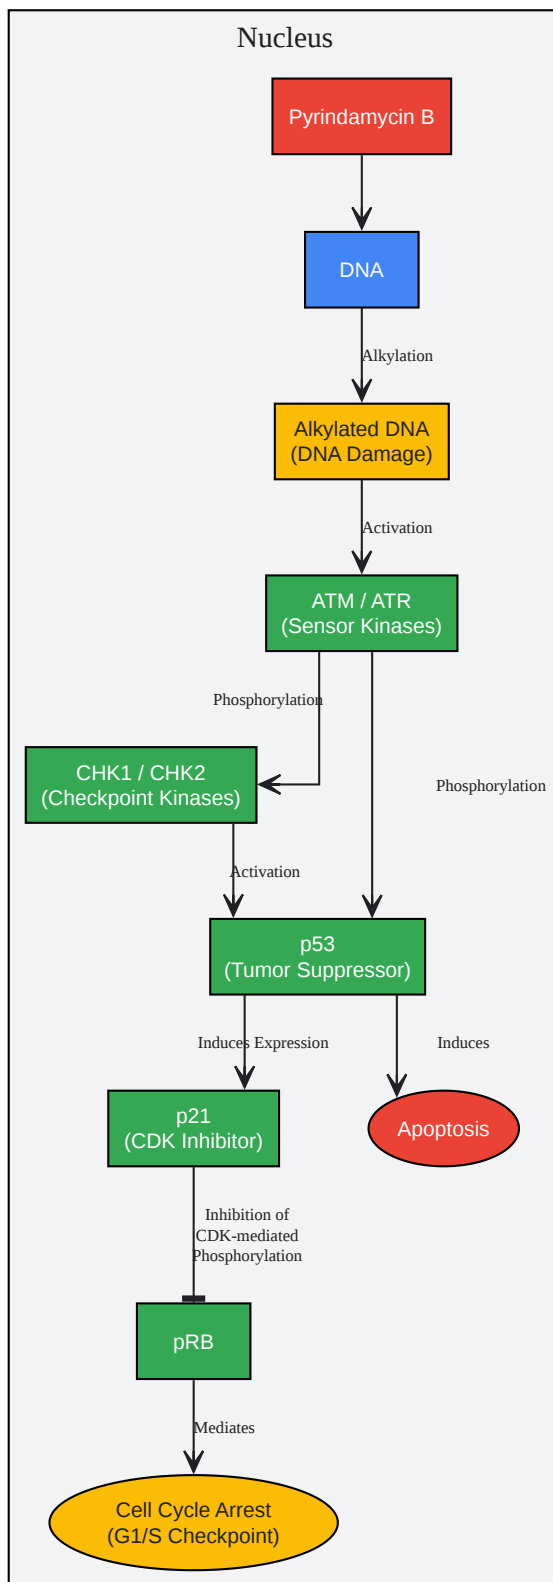 Nucleus
Pyrindamycin B
DNA
Alkylation
Alkylated DNA
(DNA Damage)
Activation
ATM / ATR
(Sensor Kinases)
Phosphorylation
CHK1 / CHK2
(Checkpoint Kinases)
Phosphorylation
Activation
p53
(Tumor Suppressor)
Induces Expression
Induces
p21
(CDK Inhibitor)
Apoptosis
Inhibition of
CDK-mediated
Phosphorylation
pRB
Mediates
Cell Cycle Arrest
(G1/S Checkpoint)